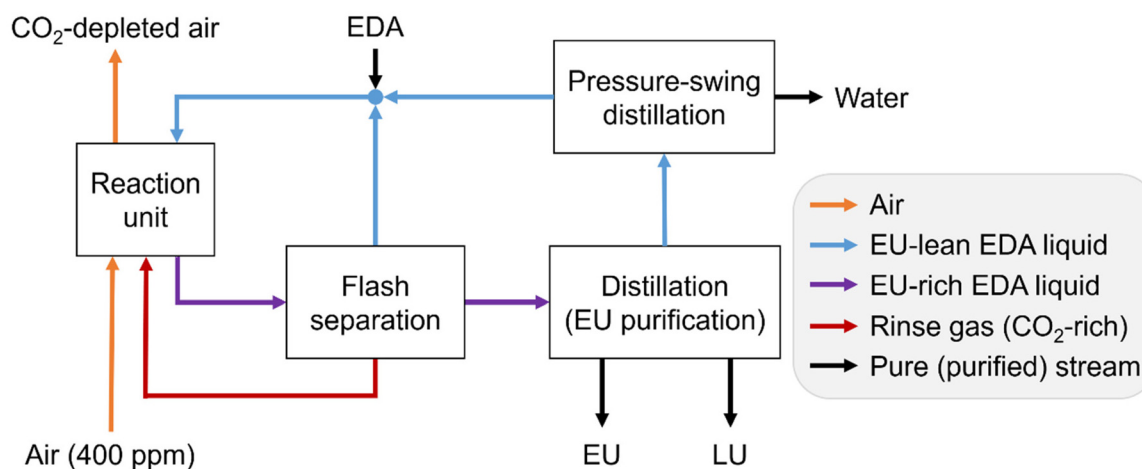 CO₂-depleted air
EDA
Pressure-swing
distillation
Water
Reaction
unit
Flash
separation
Distillation
(EU purification)
Air (400 ppm)
EU
LU
Air
EU-lean EDA liquid
EU-rich EDA liquid
Rinse gas (CO₂-rich)
Pure (purified) stream